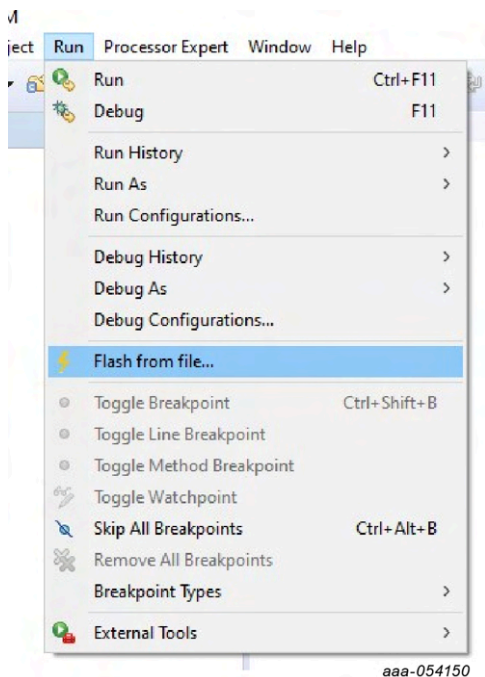 M
ject Run Processor Expert Window Help
Run Ctrl+F11
Debug F11
Run History
Run As
Run Configurations...
Debug History
Debug As
Debug Configurations...
Flash from file...
Toggle Breakpoint Ctrl+Shift+B
Toggle Line Breakpoint
Toggle Method Breakpoint
Toggle Watchpoint
Skip All Breakpoints Ctrl+Alt+B
Remove All Breakpoints
Breakpoint Types
External Tools
aaa-054150